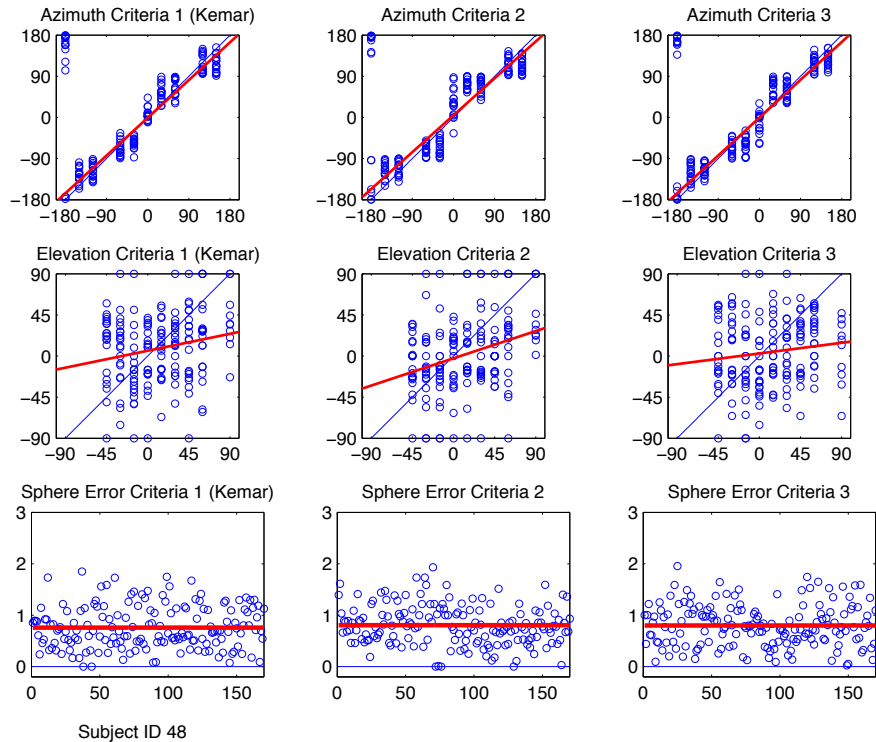 Azimuth Criteria 1 (Kemar)
180
90
0
−90
−180
−180 −90 0 90 180
Azimuth Criteria 2
180
90
0
−90
−180
−180 −90 0 90 180
Azimuth Criteria 3
180
90
0
−90
−180
−180 −90 0 90 180
Elevation Criteria 1 (Kemar)
90
45
0
−45
−90
−90 −45 0 45 90
Elevation Criteria 2
90
45
0
−45
−90
−90 −45 0 45 90
Elevation Criteria 3
90
45
0
−45
−90
−90 −45 0 45 90
Sphere Error Criteria 1 (Kemar)
3
2
1
0
0 50 100 150
Sphere Error Criteria 2
3
2
1
0
0 50 100 150
Sphere Error Criteria 3
3
2
1
0
0 50 100 150
Subject ID 48